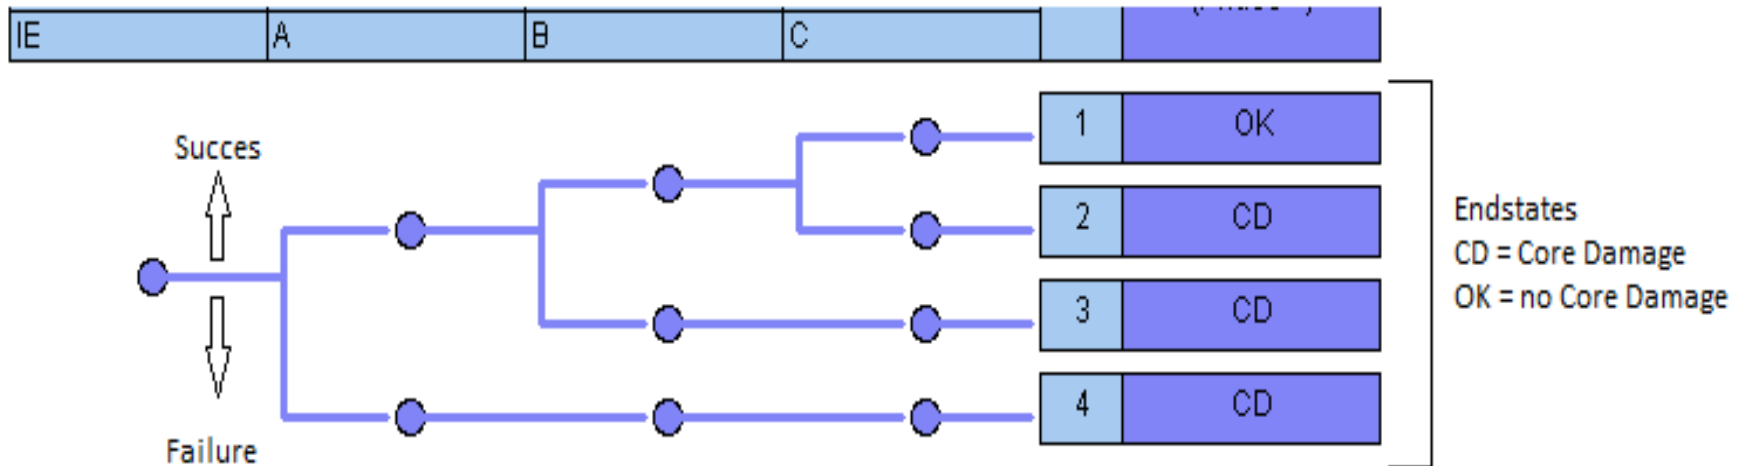 IE A B C
1 OK
Succes
2 CD
Endstates
CD = Core Damage
OK = no Core Damage
3 CD
4 CD
Failure